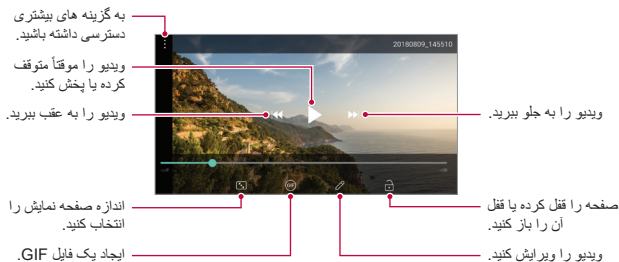 به گزینه های بیشتری
دسترسی داشته باشید.
20180809_145510
ویدیو را موقتاً متوقف
کرده یا پخش کنید.
ویدیو را به عقب ببرید.
ویدیو را به جلو ببرید.
GIF
اندازه صفحه نمایش را
انتخاب کنید.
صفحه را قفل کرده یا قفل
آن را باز کنید.
ایجاد یک فایل GIF.
ویدیو را ویرایش کنید.